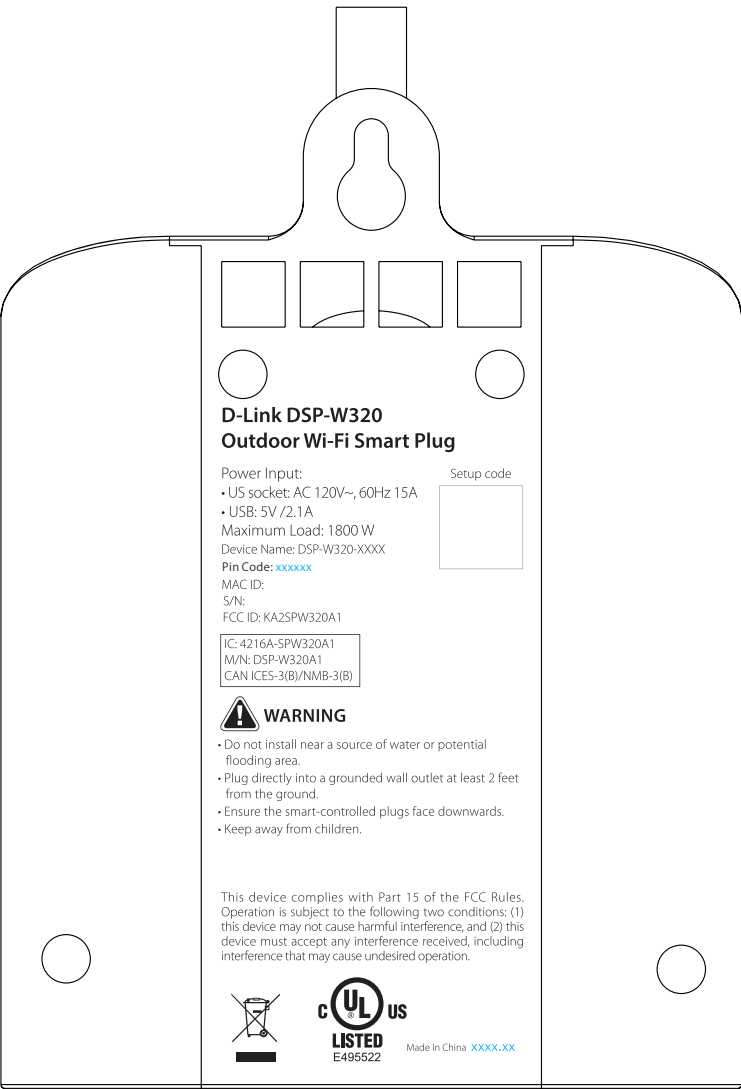 D-Link DSP-W320
Outdoor Wi-Fi Smart Plug
Power Input:
• US socket: AC 120V~, 60Hz 15A
• USB: 5V /2.1A
Maximum Load: 1800 W
Device Name: DSP-W320-XXXX
Pin Code: xxxxxx
MAC ID:
S/N:
FCC ID: KA2SPW320A1
Setup code
IC: 4216A-SPW320A1
M/N: DSP-W320A1
CAN ICES-3(B)/NMB-3(B)
WARNING
• Do not install near a source of water or potential
flooding area.
• Plug directly into a grounded wall outlet at least 2 feet
from the ground.
• Ensure the smart-controlled plugs face downwards.
• Keep away from children.
This device complies with Part 15 of the FCC Rules.
Operation is subject to the following two conditions: (1)
this device may not cause harmful interference, and (2) this
device must accept any interference received, including
interference that may cause undesired operation.
C UL ® US
LISTED
E495522
Made In China XXXX.XX